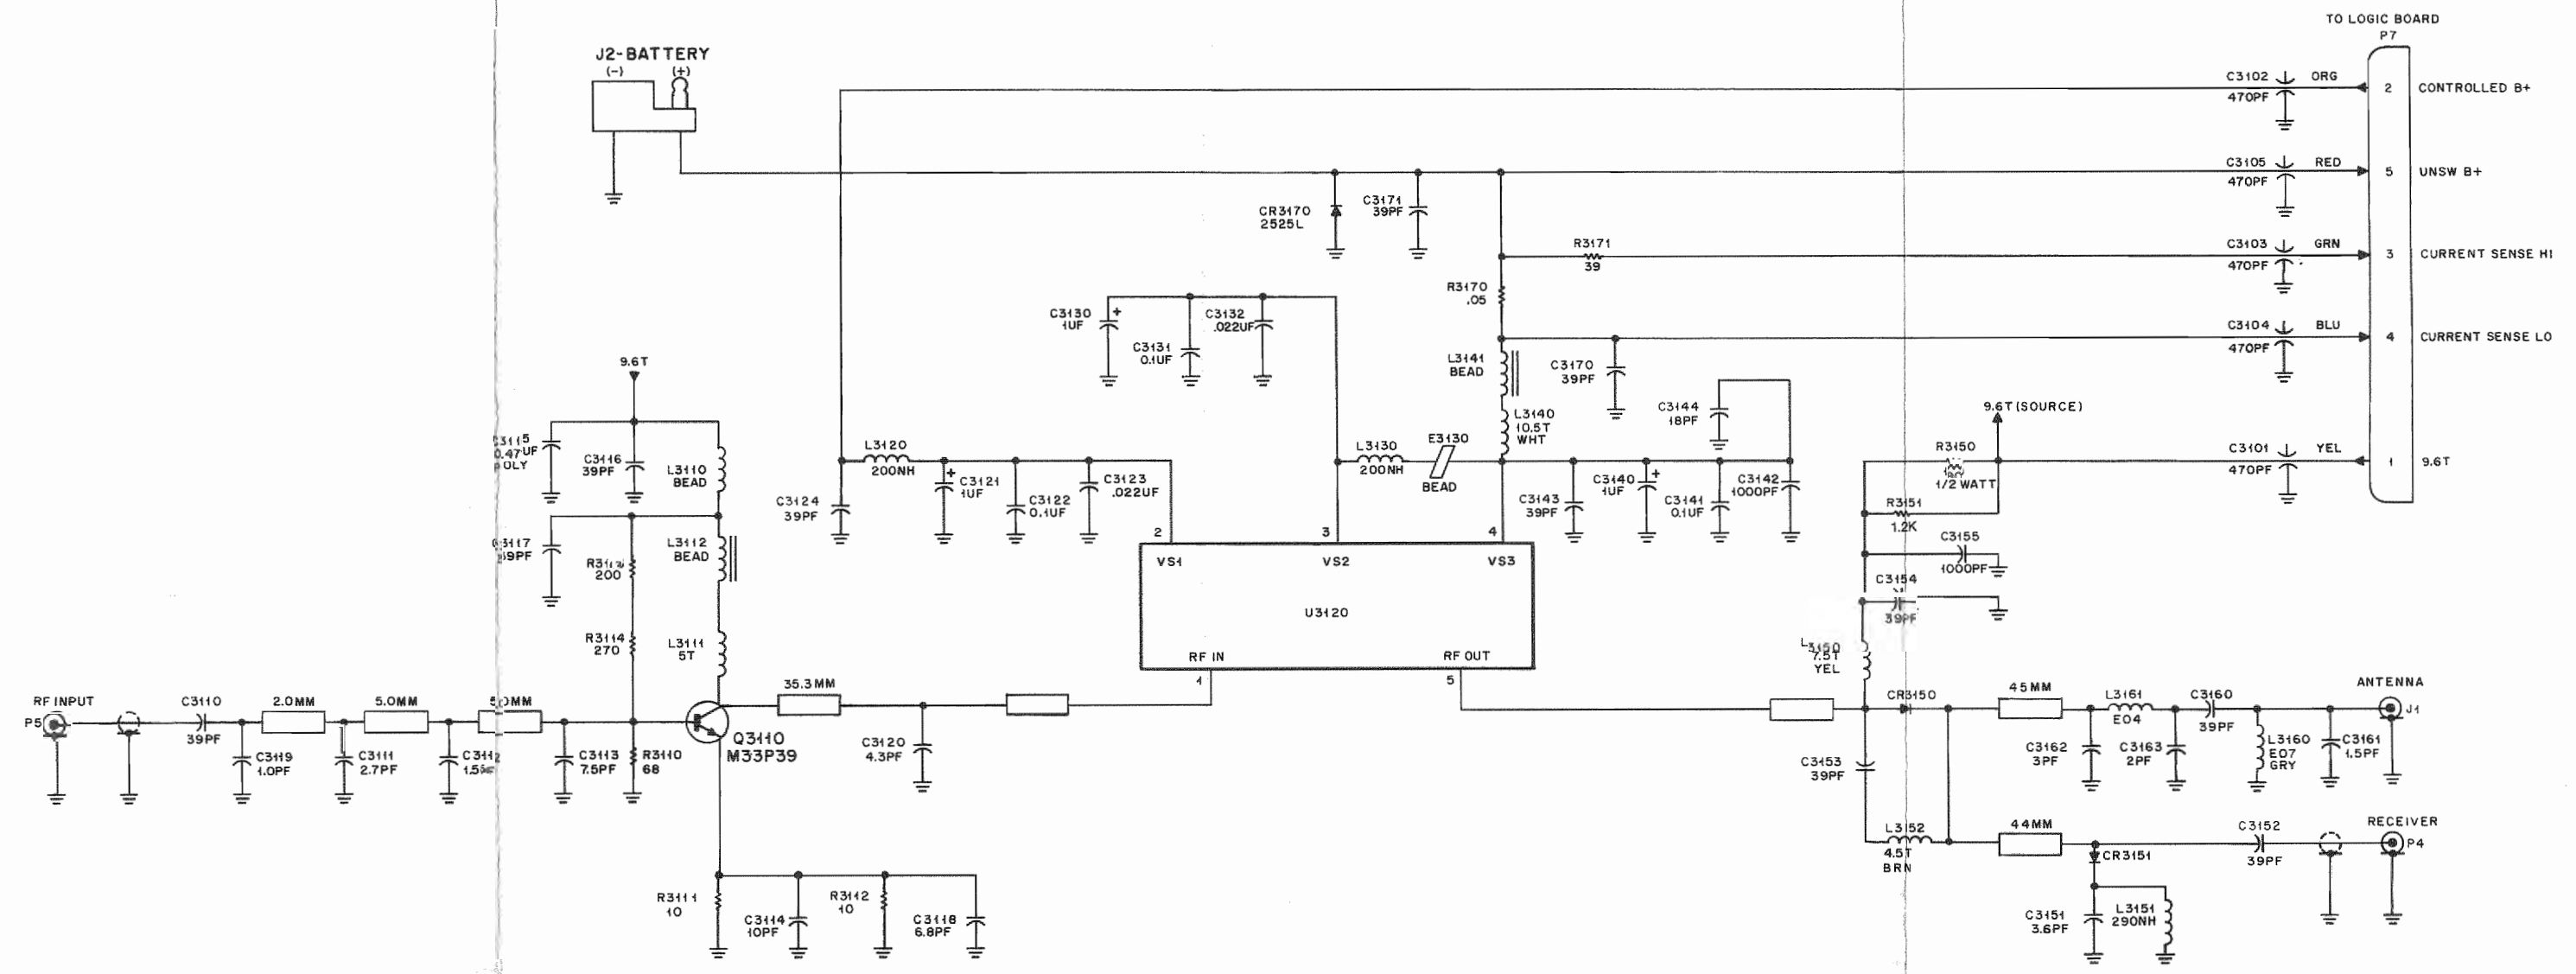 TO LOGIC BOARD
P7
J2-BATTERY
(-) (+)
C3102 ORG
470PF
2 CONTROLLED B+
C3105 RED
470PF
5 UNSW B+
CR3170
2525L
C3171
39PF
R3171
39
C3103 GRN
470PF
3 CURRENT SENSE HI
R3170
.05
C3130
1UF
+
C3131
0.1UF
C3132
.022UF
C3104 BLU
470PF
4 CURRENT SENSE LO
L3141
BEAD
C3170
39PF
9.6T
C3144
18PF
L3140
10.5T
WHT
9.6T (SOURCE)
UF
C3116
39PF
L3110
BEAD
L3120
200NH
L3130
200NH
E3130
BEAD
R3150
1/2 WATT
C3101 YEL
470PF
1 9.6T
C3124
39PF
+
C3121
1UF
C3122
0.1UF
C3123
.022UF
C3143
39PF
C3140
1UF
+
C3141
0.1UF
C3142
1000PF
R3151
1.2K
L3112
BEAD
200
2 3 4
VS1 VS2 VS3
C3155
1000PF
C3154
39PF
U3120
R3114
270
L3111
5T
RF IN RF OUT
1 5
7.5T
YEL
RF INPUT
P5
C3110
39PF
2.0MM
5.0MM
35.3 MM
CR3150
45MM
L3161
E04
C3160
39PF
ANTENNA
J1
C3119
1.0PF
C3111
2.7PF
C3113
7.5PF
R3110
68
Q3110
M33P39
C3120
4.3PF
C3153
39PF
C3162
3PF
C3163
2PF
L3160
E07
GRY
C3161
1.5PF
L3152
4.5T
BRN
44MM
C3152
39PF
RECEIVER
P4
CR3151
R3111
10
C3114
10PF
R3112
10
C3118
6.8PF
C3151
3.6PF
L3151
290NH